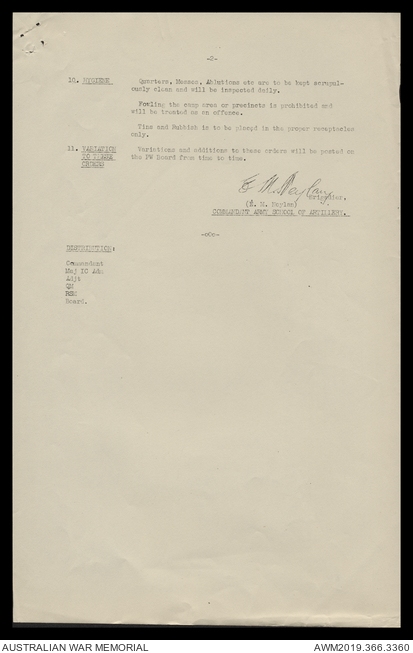 -2-
10. HYGIENE Quarters, Messes, Ablutions etc are to be kept scrupul-
ously clean and will be inspected daily.
Fouling the camp area or precincts is prohibited and
will be treated as an offence.
Tins and Rubbish is to be placed in the proper receptacles
only.
11. VARIATION Variations and additions to these orders will be posted on
TO THESE the PW Board from time to time.
ORDERS
Brigadier.
COMMANDANT ARMY SCHOOL OF ARTILLERY.
-o0o-
DISTRIBUTION:
Commandant
Maj IC Adm
Adjt
QM
RSM
Board.
AUSTRALIAN WAR MEMORIAL AWM2019.366.3360